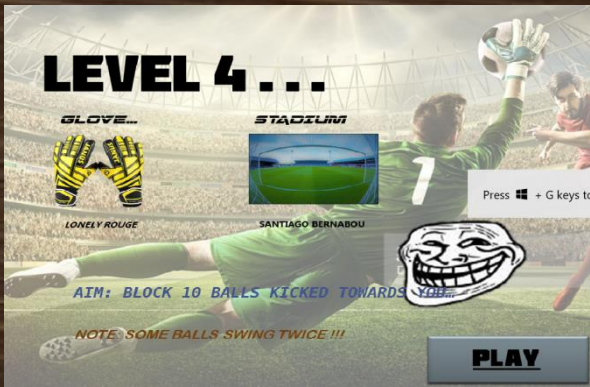 LEVEL 4 . . .
GLOVE...
STADIUM
1
Press + G keys to
LONELY ROUGE
SANTIAGO BERNABOU
AIM: BLOCK 10 BALLS KICKED TOWARDS YOU...
NOTE: SOME BALLS SWING TWICE !!!
PLAY